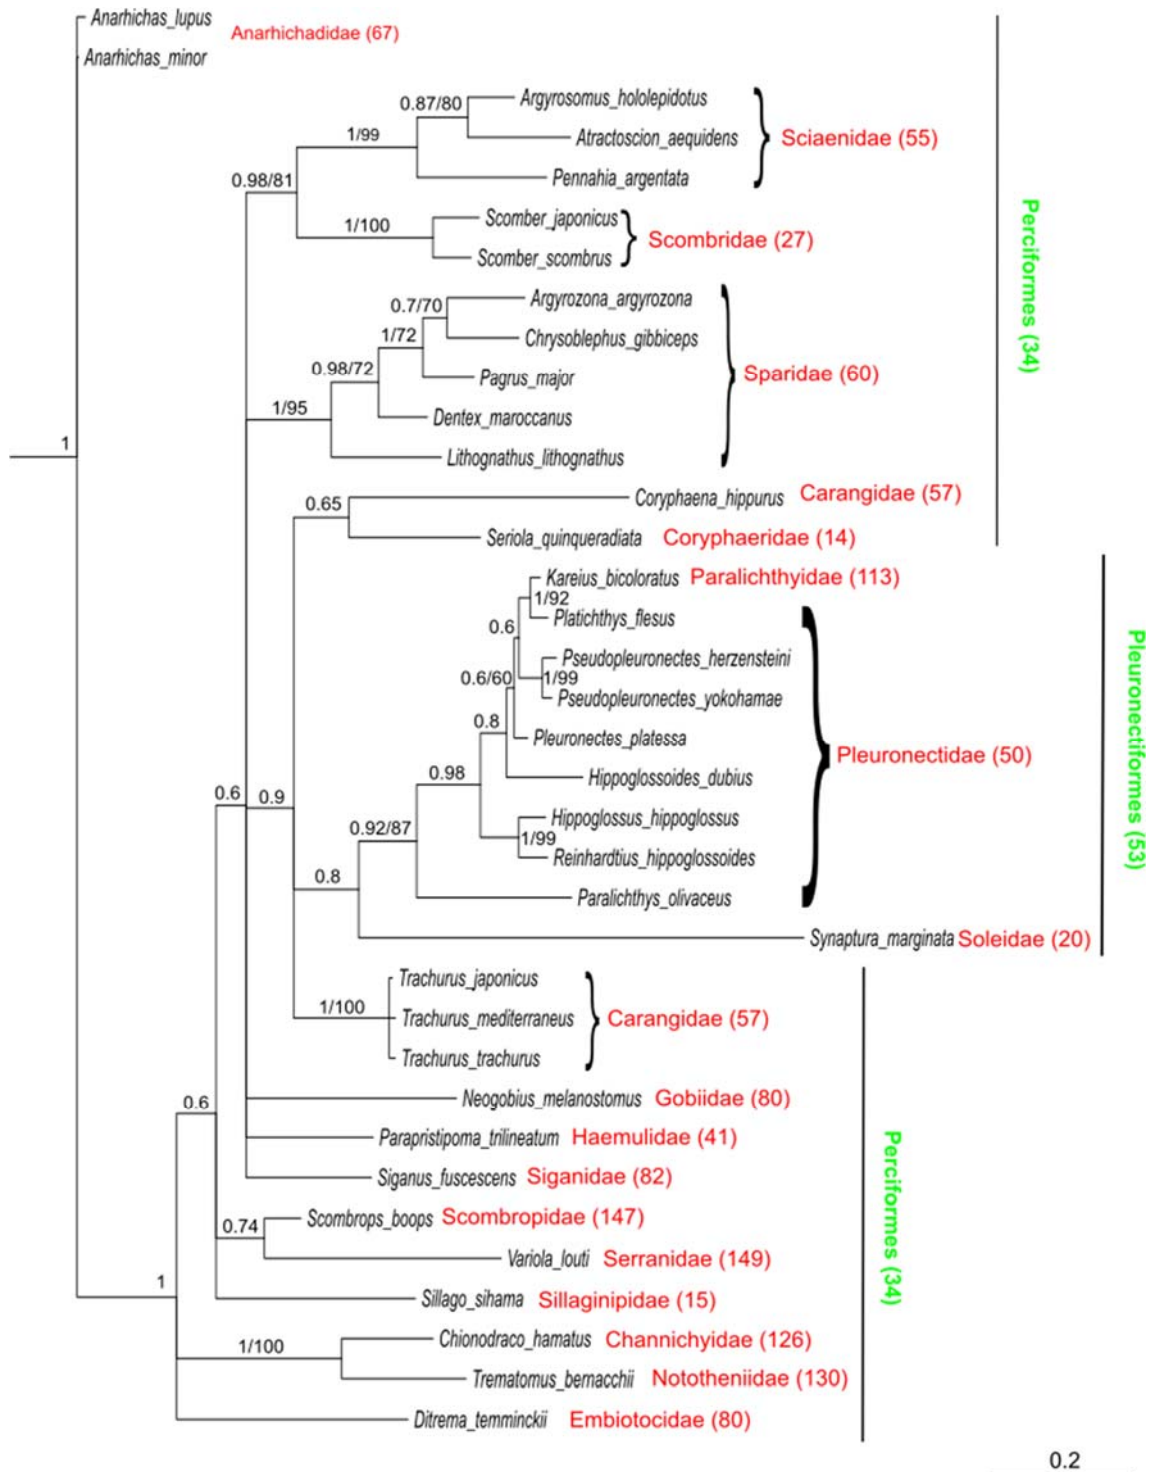 Anarhichas_lupus
Anarhichadidae (67)
Anarhichas_minor
0.87/80
Argyrosomus_hololepidotus
1/99
Atractoscion_aequidens
Sciaenidae (55)
0.98/81
Pennahia_argentata
1/100
Scomber_japonicus
Scombridae (27)
Scomber_scombrus
Perciformes (34)
0.7/70
Argyrozona_argyrozona
1/72
Chrysoblephus_gibbiceps
0.98/72
Pagrus_major
Sparidae (60)
1/95
Dentex_maroccanus
1
Lithognathus_lithognathus
0.65
Coryphaena_hippurus Carangidae (57)
Seriola_quinqueradiata Coryphaeridae (14)
Kareius_bicoloratus Paralichthyidae (113)
1/92
Platichthys_flesus
0.6
Pseudopleuronectes_herzensteini
0.6/60
1/99
Pseudopleuronectes_yokohamae
0.8
Pleuronectes_platessa
Pleuronectidae (50)
Pleuronectiformes (53)
0.98
Hippoglossoides_dubius
0.6
0.9
0.92/87
Hippoglossus_hippoglossus
1/99
Reinhardtius_hippoglossoides
0.8
Paralichthys_olivaceus
Synaptura_marginata Soleidae (20)
Trachurus_japonicus
1/100
Trachurus_mediterraneus
Carangidae (57)
Trachurus_trachurus
0.6
Neogobius_melanostomus Gobiidae (80)
Parapristipoma_trilineatum Haemulidae (41)
Siganus_fuscescens Siganidae (82)
Perciformes (34)
0.74
Scombrops_boops Scombropidae (147)
Variola_louti Serranidae (149)
1
Sillago_sihama Sillaginipidae (15)
1/100
Chionodraco_hamatus Channichyidae (126)
Trematomus_bernacchii Nototheniidae (130)
Ditrema_temminckii Embiotocidae (80)
0.2